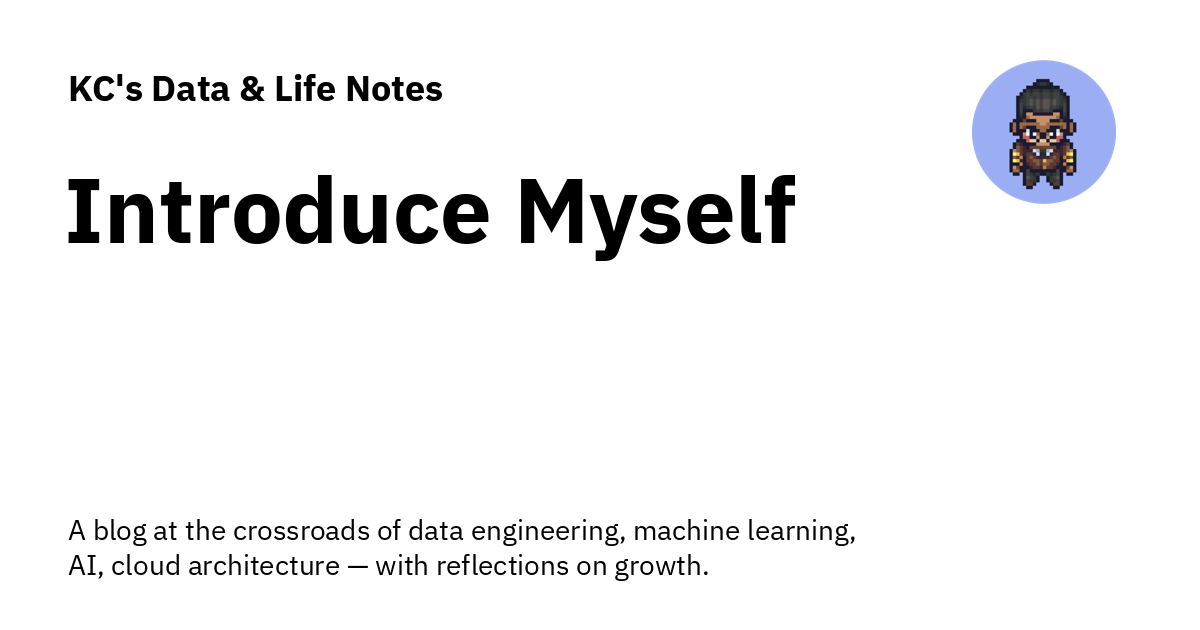 KC's Data & Life Notes
Introduce Myself
A blog at the crossroads of data engineering, machine learning,
AI, cloud architecture — with reflections on growth.